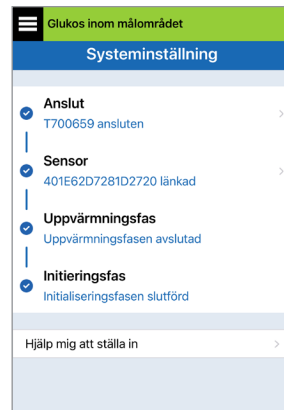 Glukos inom målområdet
Systeminställning
Anslut
T700659 ansluten
Sensor
401E62D7281D2720 länkad
Uppvärmningsfas
Uppvärmningsfasen avslutad
Initieringsfas
Initialiseringsfasen slutförd
Hjälp mig att ställa in